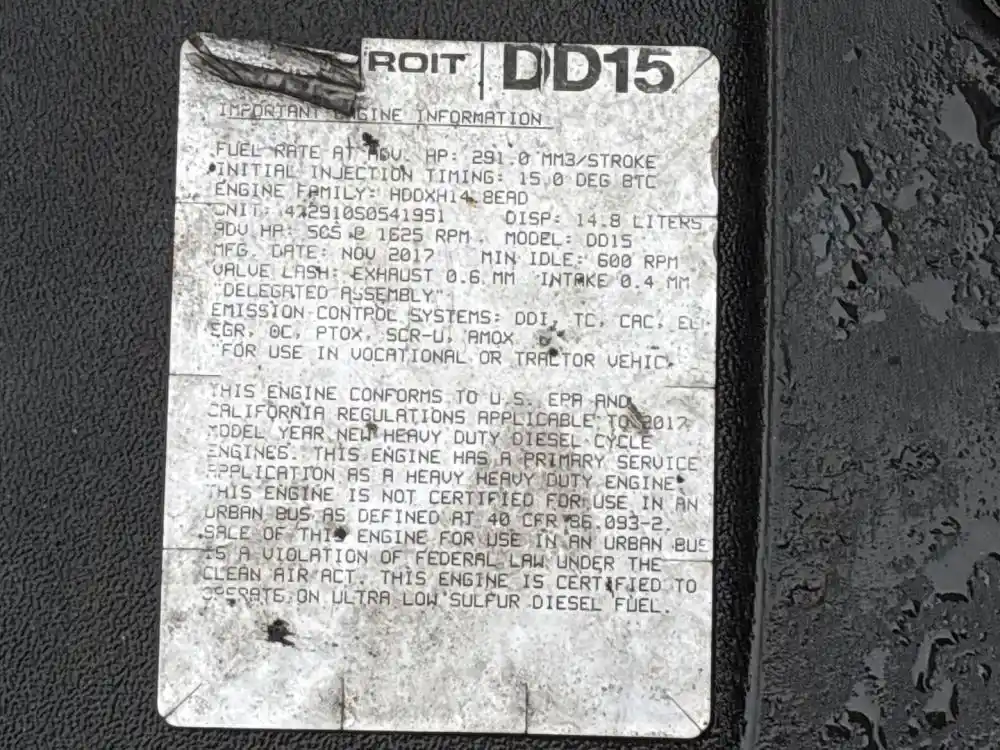 ROIT | DD15
IMPORTANT ENGINE INFORMATION
FUEL RATE AT ADV. HP: 291.0 MM3/STROKE
INITIAL INJECTION TIMING: 15.0 DEG BTC
ENGINE FAMILY: HDDXH14.8EAD
UNIT: DISP: 14.8 LITERS
ADV HP: 505 @ 1625 RPM. MODEL: DD15
MFG. DATE: NOV 2017 MIN IDLE: 600 RPM
VALVE LASH: EXHAUST 0.6 MM INTAKE 0.4 MM
"DELEGATED ASSEMBLY"
EMISSION CONTROL SYSTEMS: DDI, TC, CAC,
EGR, OC, PTOX, SCR-U, AMOX
FOR USE IN VOCATIONAL OR TRACTOR
THIS ENGINE CONFORMS TO U.S. EPA AND
CALIFORNIA REGULATIONS APPLICABLE TO 2017
MODEL YEAR NEW HEAVY DUTY DIESEL CYCLE
ENGINES. THIS ENGINE HAS A PRIMARY SERVICE
APPLICATION AS A HEAVY HEAVY DUTY ENGINE.
THIS ENGINE IS NOT CERTIFIED FOR USE IN AN
URBAN BUS AS DEFINED AT 40 CFR 86.093-2.
SALE OF THIS ENGINE FOR USE IN AN URBAN BUS
IS A VIOLATION OF FEDERAL LAW UNDER THE
CLEAN AIR ACT. THIS ENGINE IS CERTIFIED TO
OPERATE ON ULTRA LOW SULFUR DIESEL FUEL.